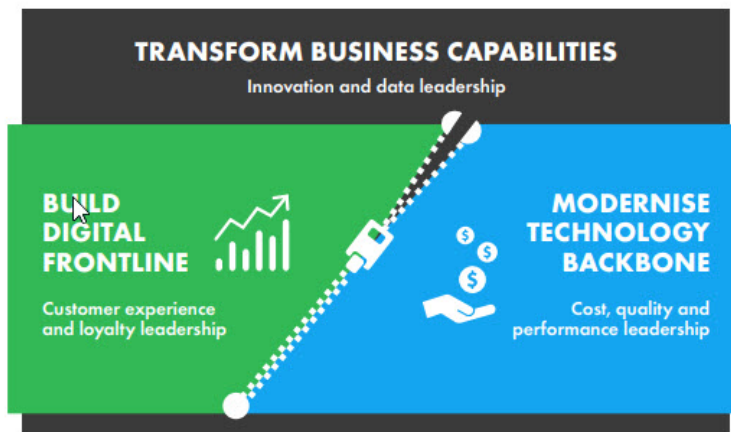 TRANSFORM BUSINESS CAPABILITIES
Innovation and data leadership
BUILD
DIGITAL
FRONTLINE
Customer experience
and loyalty leadership
MODERNISE
TECHNOLOGY
BACKBONE
$
$
$
Cost, quality and
performance leadership